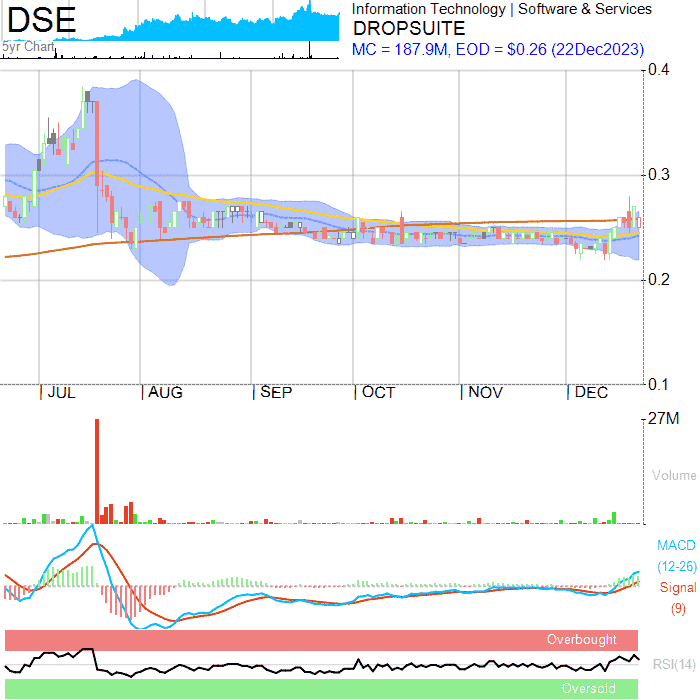 DSE
5yr Chart
Information Technology | Software & Services
DROPSUITE
MC = 187.9M, EOD = $0.26 (22Dec2023)
0.4
0.3
0.2
0.1
| JUL | AUG | SEP | OCT | NOV | DEC
27M
Volume
MACD
(12-26)
Signal
(9)
Overbought
RSI(14)
Oversold